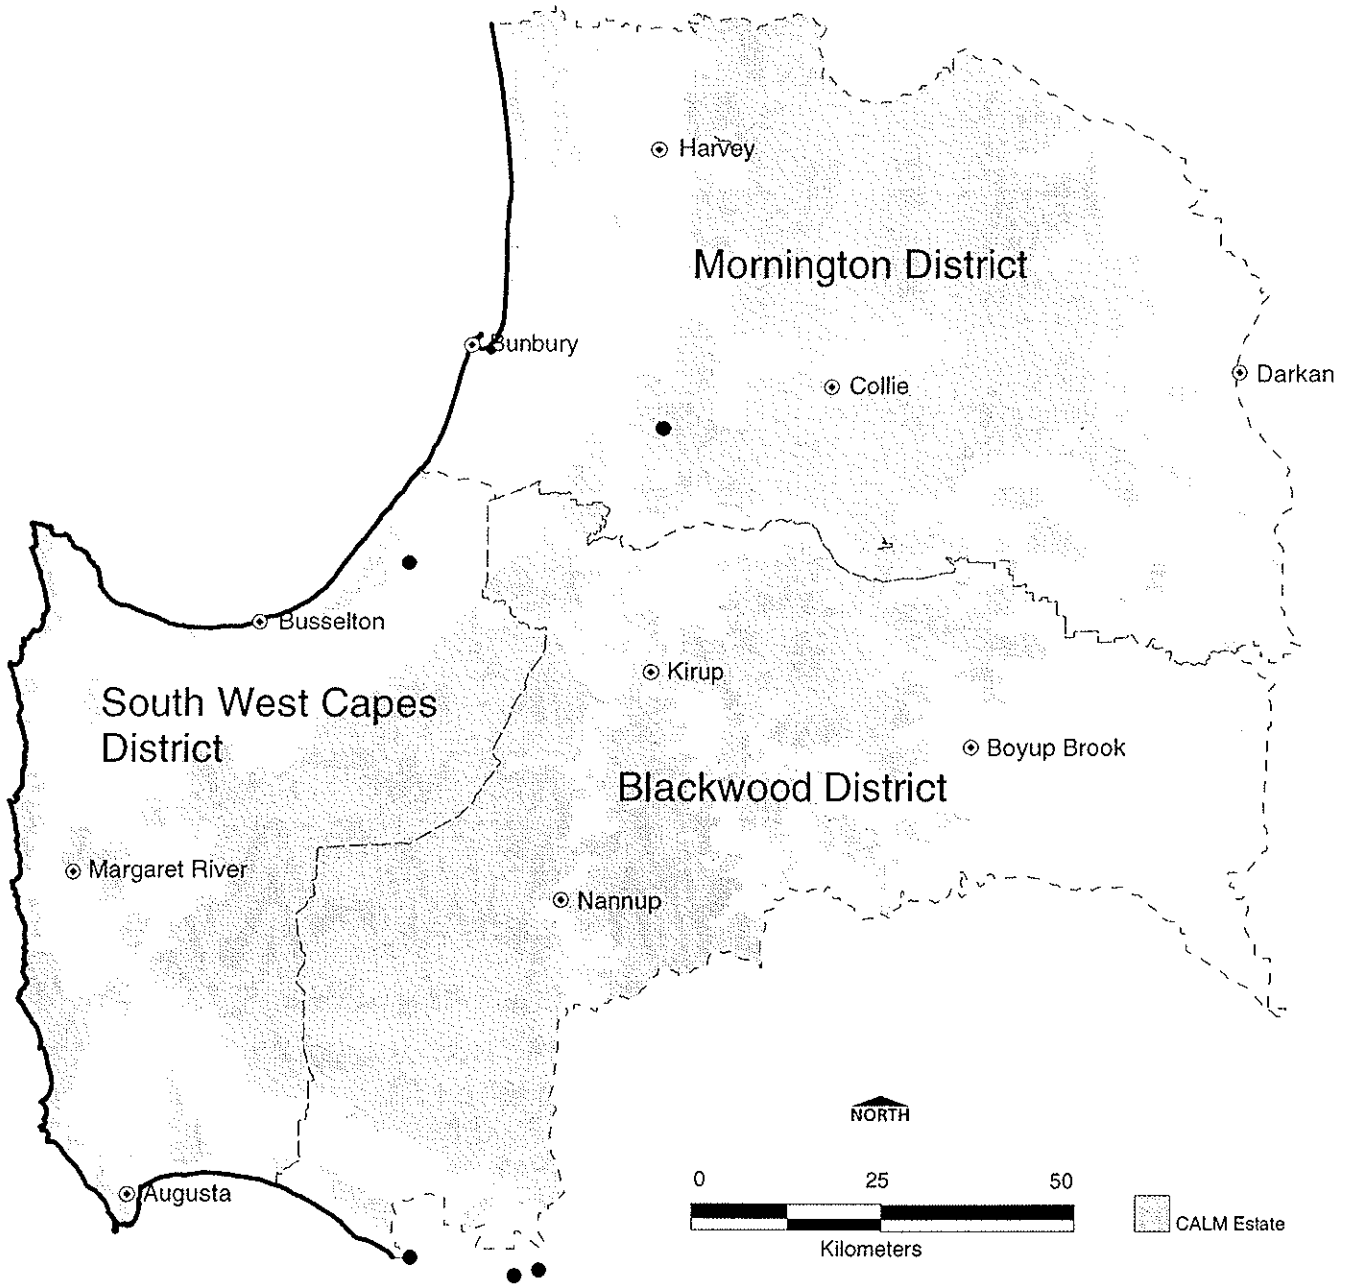 Harvey
Mornington District
Bunbury
Darkan
Collie
Busselton
Kirup
South West Capes
District
Boyup Brook
Blackwood District
Margaret River
Nannup
NORTH
0 25 50
Augusta
CALM Estate
Kilometers